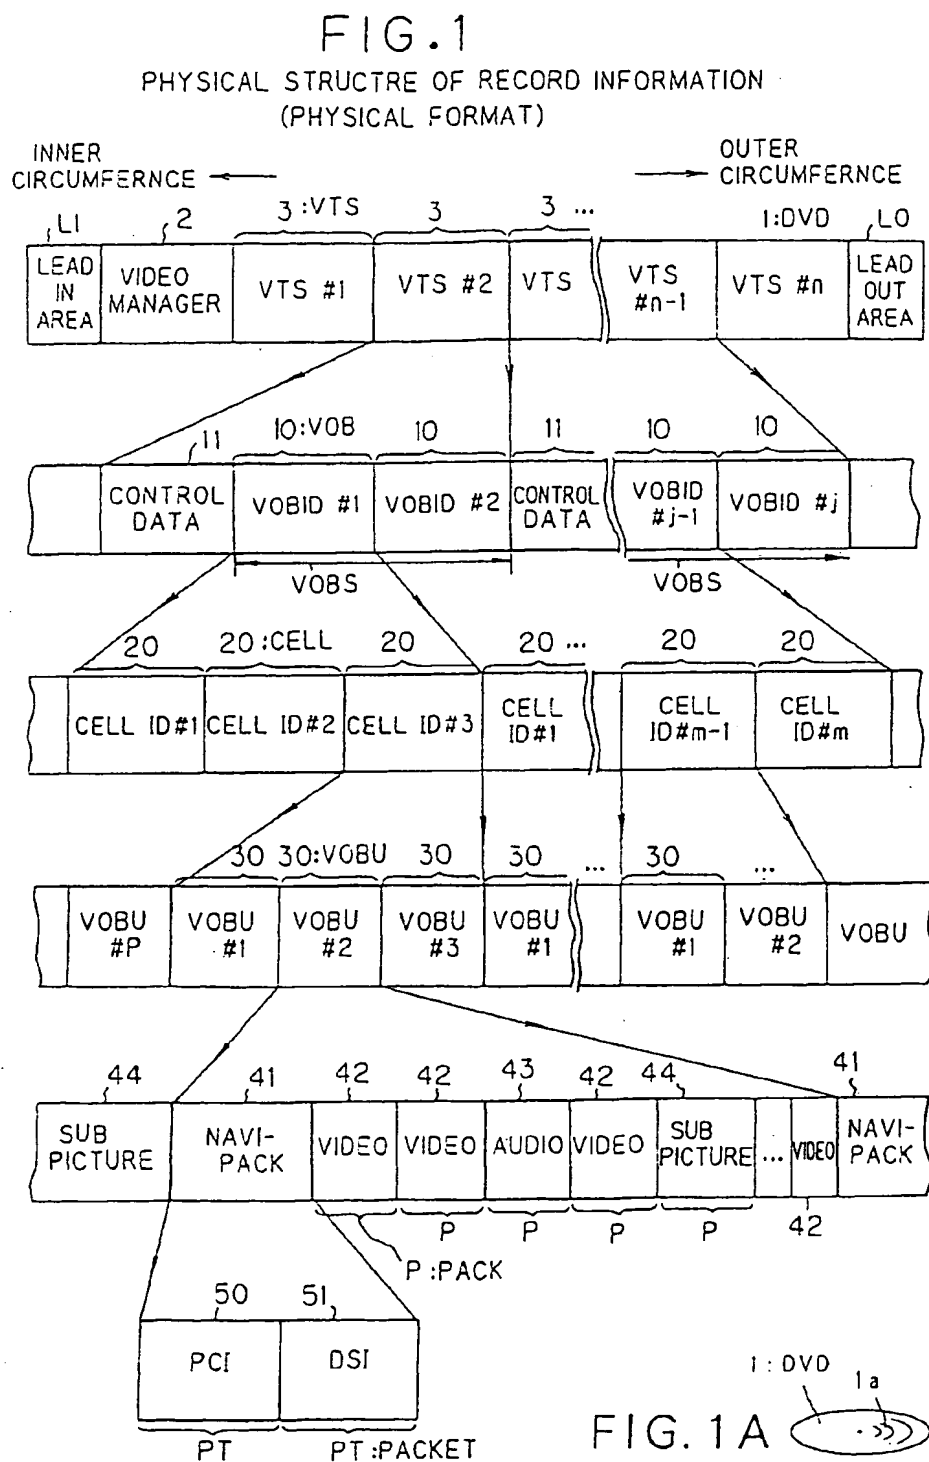 FIG.1
PHYSICAL STRUCTRE OF RECORD INFORMATION
(PHYSICAL FORMAT)
INNER
CIRCUMFERNCE
OUTER
CIRCUMFERNCE
LI
2
3:VTS
3
3 ...
1:DVD
LO
LEAD
IN
AREA
VIDEO
MANAGER
VTS #1
VTS #2
VTS
VTS
#n-1
VTS #n
LEAD
OUT
AREA
11
10:VOB
10
11
10
10
CONTROL
DATA
VOBID #1
VOBID #2
CONTROL
DATA
VOBID
#j-1
VOBID #j
VOBS
VOBS
20
20:CELL
20
20 ...
20
20
CELL ID#1
CELL ID#2
CELL ID#3
CELL
ID#1
CELL
ID#m-1
CELL
ID#m
30
30:VOBU
30
30
...
30
...
VOBU
#P
VOBU
#1
VOBU
#2
VOBU
#3
VOBU
#1
VOBU
#1
VOBU
#2
VOBU
44
41
42
42
43
42
44
41
SUB
PICTURE
NAVI-
PACK
VIDEO
VIDEO
AUDIO
VIDEO
SUB
PICTURE
...
VIDEO
NAVI-
PACK
P
P
P
P
42
P:PACK
50
51
PCI
DSI
PT
PT:PACKET
1:DVD
1a
FIG.1A